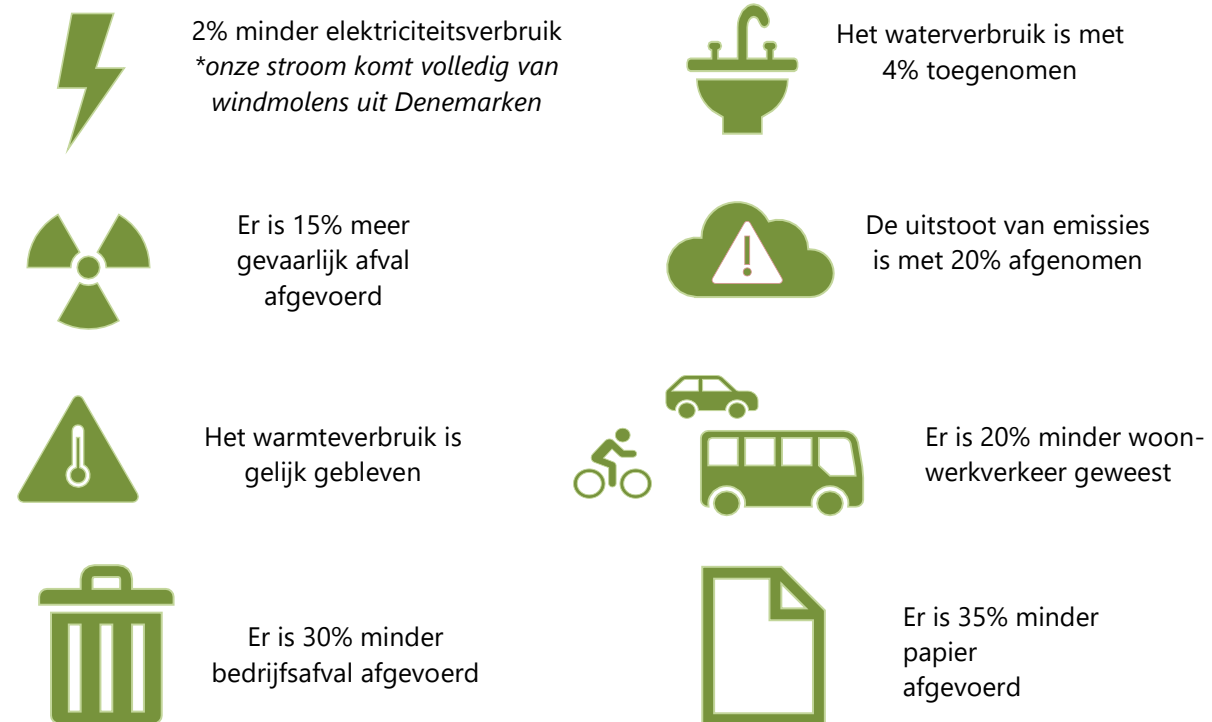 2% minder elektriciteitsverbruik
*onze stroom komt volledig van
windmolens uit Denemarken
Het waterverbruik is met
4% toegenomen
Er is 15% meer
gevaarlijk afval
afgevoerd
De uitstoot van emissies
is met 20% afgenomen
Het warmteverbruik is
gelijk gebleven
Er is 20% minder woon-
werkverkeer geweest
Er is 30% minder
bedrijfsafval afgevoerd
Er is 35% minder
papier
afgevoerd